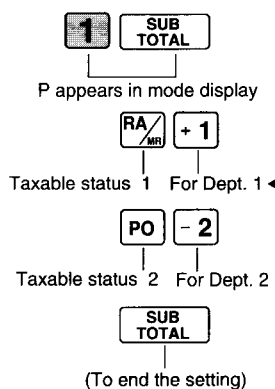 1 SUB TOTAL
P appears in mode display
RA/MR + 1
Taxable status 1 For Dept. 1
PO - 2
Taxable status 2 For Dept. 2
SUB TOTAL
(To end the setting)